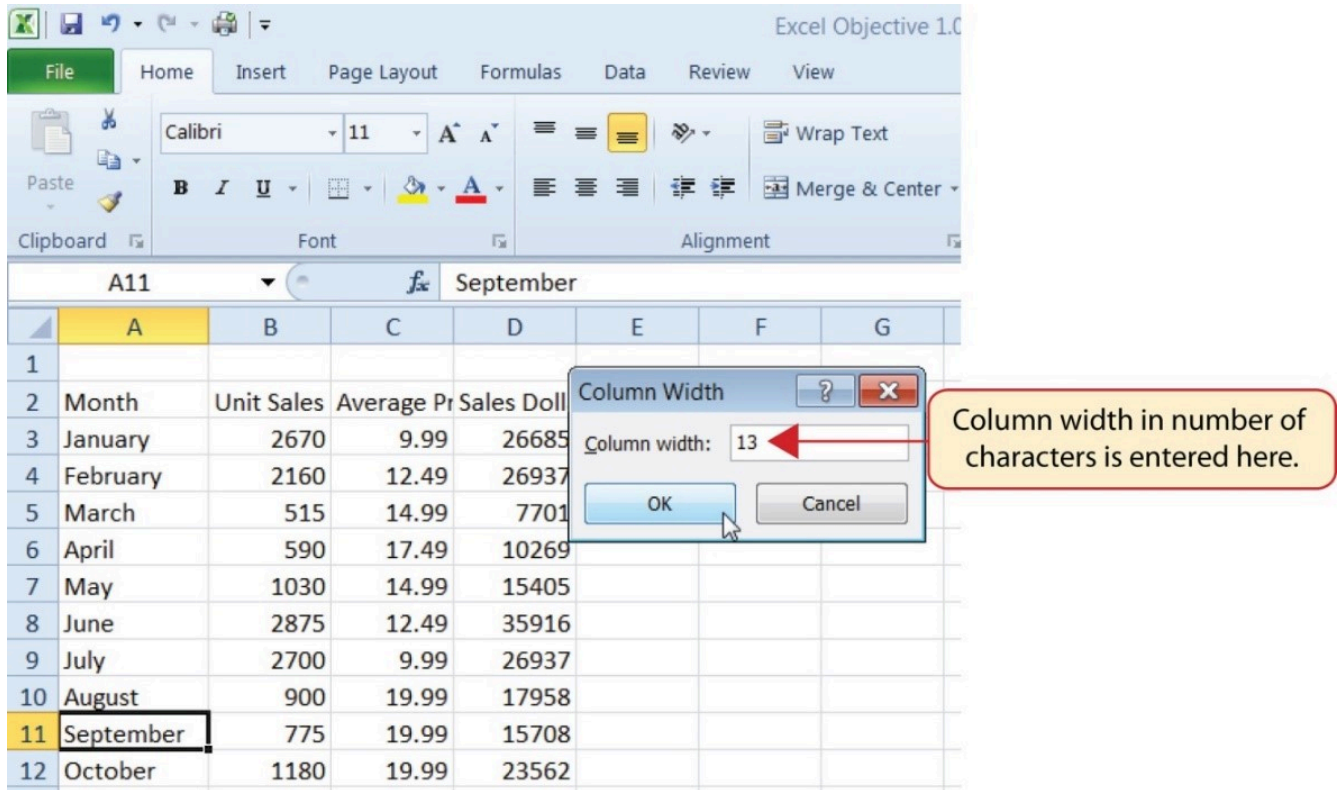 Excel Objective 1.0
File Home Insert Page Layout Formulas Data Review View
Calibri 11 A A Wrap Text
Paste B I U A Merge & Center
Clipboard Font Alignment
A11 fx September
A B C D E F G
1
2 Month Unit Sales Average Pr Sales Doll
3 January 2670 9.99 26685
4 February 2160 12.49 26937
5 March 515 14.99 7701
6 April 590 17.49 10269
7 May 1030 14.99 15405
8 June 2875 12.49 35916
9 July 2700 9.99 26937
10 August 900 19.99 17958
11 September 775 19.99 15708
12 October 1180 19.99 23562
Column Width
Column width: 13
OK Cancel
Column width in number of
characters is entered here.